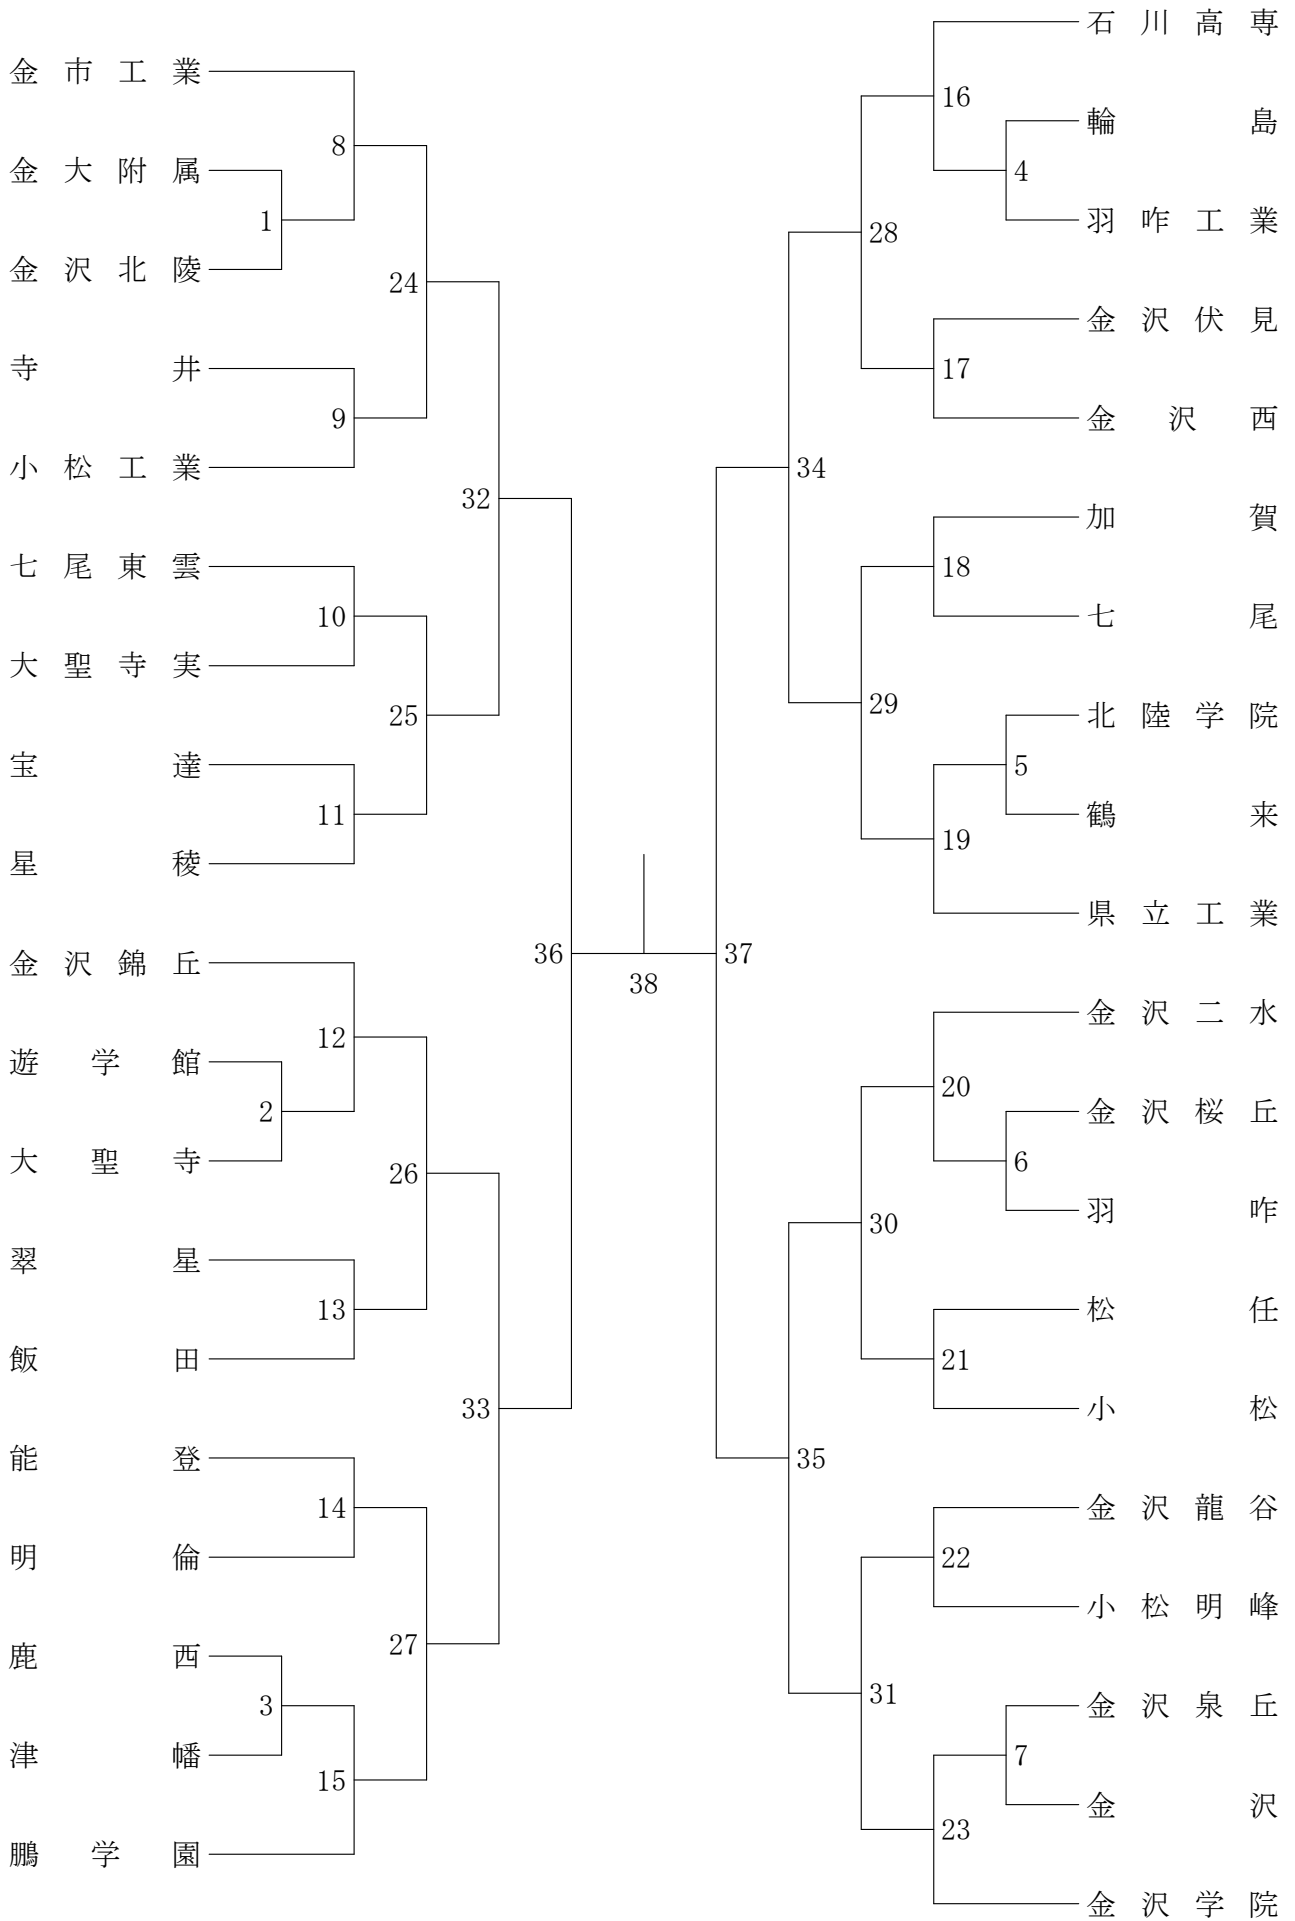 金市工業
8
金大附属
1
金沢北陵
24
寺井
9
小松工業
32
七尾東雲
10
大聖寺実
25
宝達
11
星稜
金沢錦丘
36
12
遊学館
2
大聖寺
26
翠星
13
飯田
33
能登
14
明倫
27
鹿西
3
津幡
15
鵬学園
38
石川高専
16
輪島
4
羽咋工業
28
金沢伏見
17
金沢西
34
加賀
18
七尾
29
北陸学院
5
鶴来
19
県立工業
37
金沢二水
20
金沢桜丘
6
羽咋
30
松任
21
小松
35
金沢龍谷
22
小松明峰
31
金沢泉丘
7
金沢
23
金沢学院